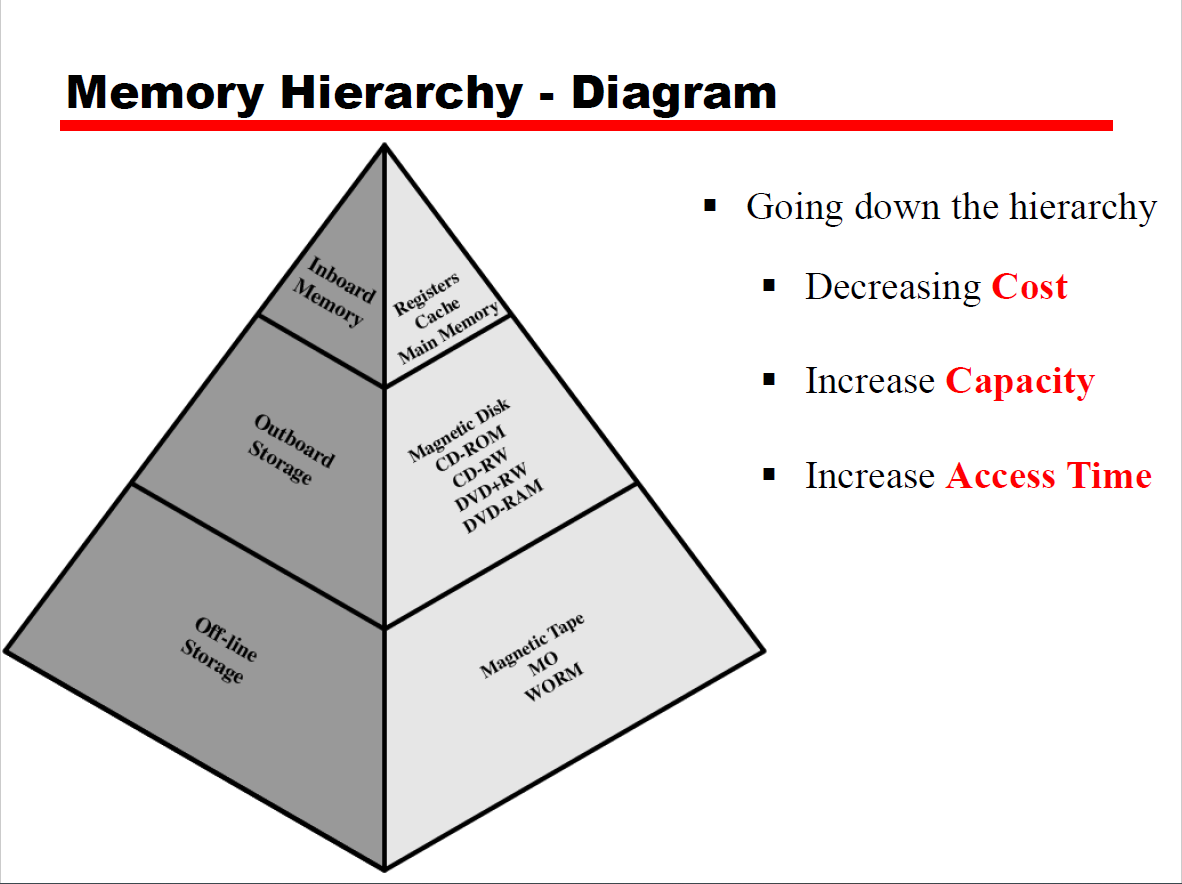 Memory Hierarchy - Diagram
Inboard
Memory
Registers
Cache
Main Memory
Outboard
Storage
Magnetic Disk
CD-ROM
CD-RW
DVD+RW
DVD-RAM
Off-line
Storage
Magnetic Tape
MO
WORM
▪ Going down the hierarchy
▪ Decreasing Cost
▪ Increase Capacity
▪ Increase Access Time